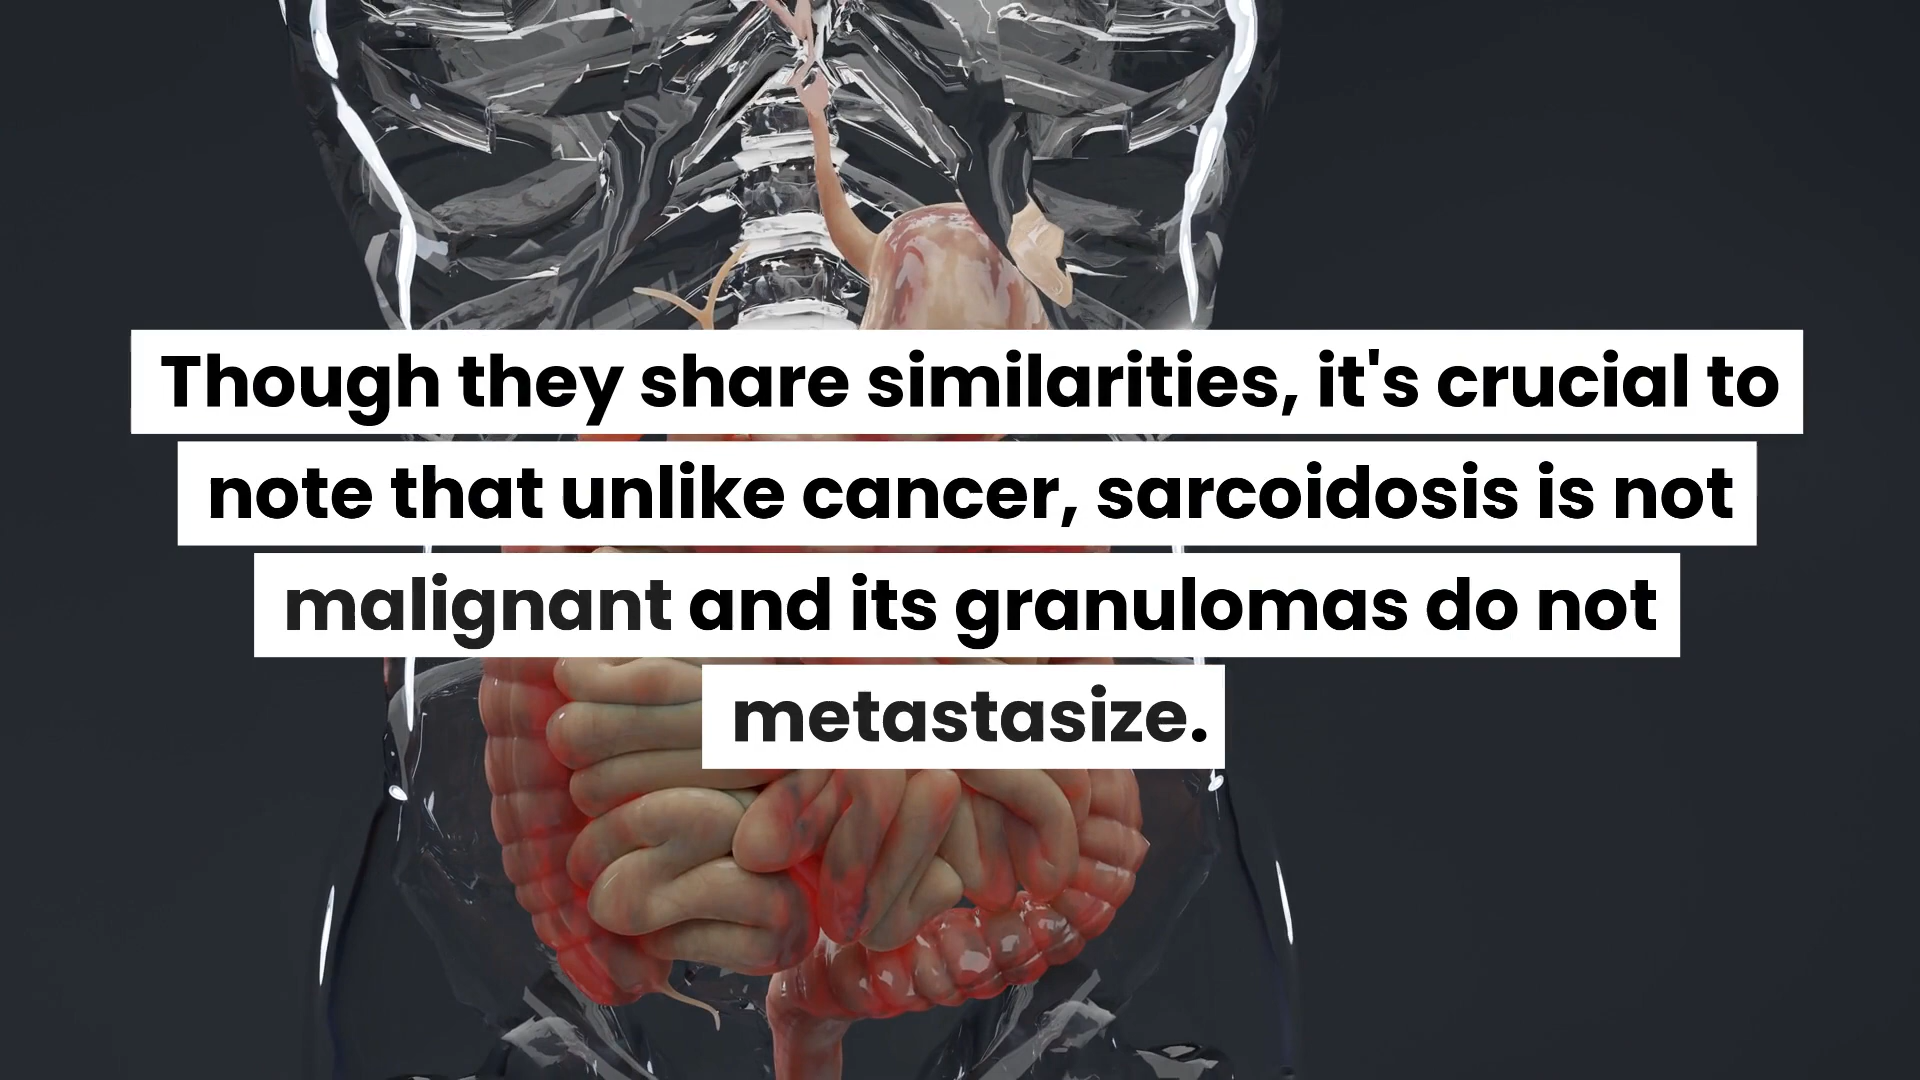 Though they share similarities, it's crucial to
note that unlike cancer, sarcoidosis is not
malignant and its granulomas do not
metastasize.